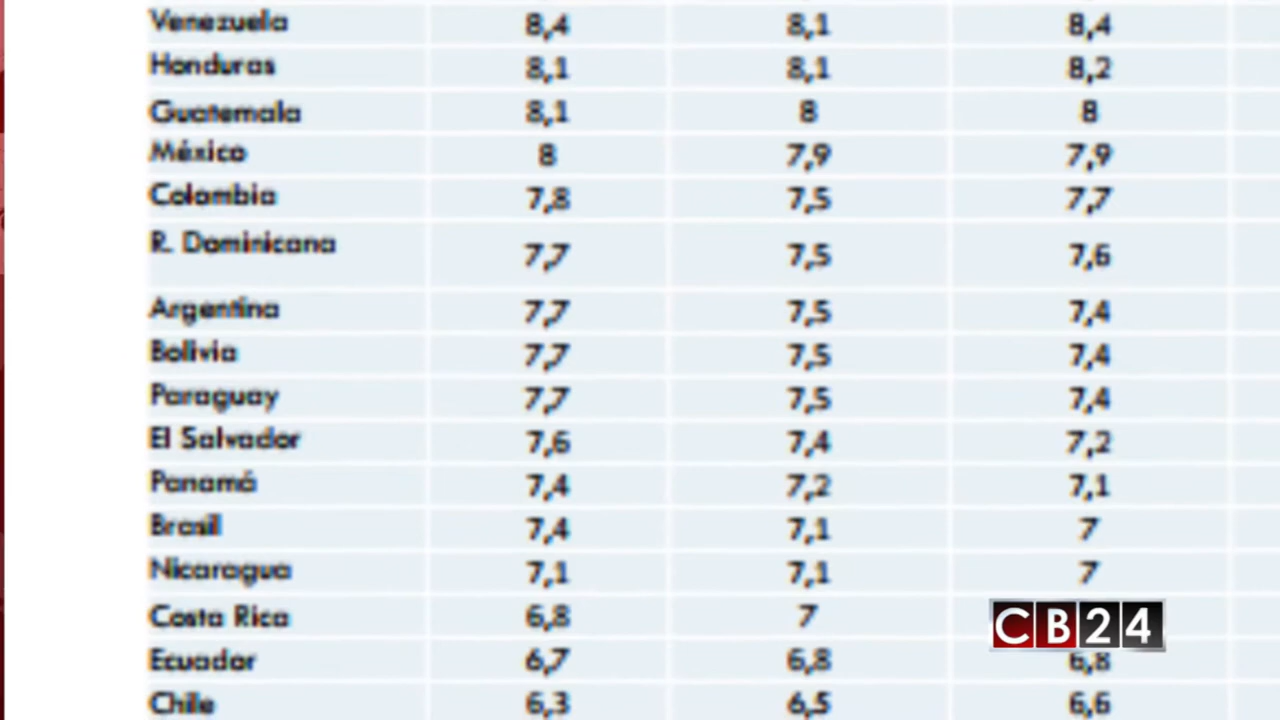 Venezuela 8,4 8,1 8,4
Honduras 8,1 8,1 8,2
Guatemala 8,1 8 8
México 8 7,9 7,9
Colombia 7,8 7,5 7,7
R. Dominicana 7,7 7,5 7,6
Argentina 7,7 7,5 7,4
Bolivia 7,7 7,5 7,4
Paraguay 7,7 7,5 7,4
El Salvador 7,6 7,4 7,2
Panamá 7,4 7,2 7,1
Brasil 7,4 7,1 7
Nicaragua 7,1 7,1 7
Costa Rica 6,8 7
CB24
Ecuador 6,7 6,8 6,8
Chile 6,3 6,5 6,6